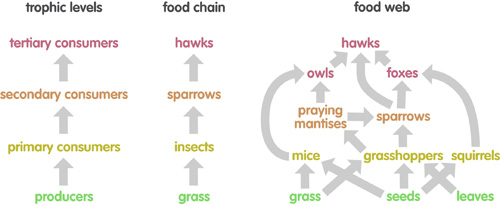 trophic levels
food chain
food web
tertiary consumers
secondary consumers
primary consumers
producers
hawks
sparrows
insects
grass
hawks
owls
foxes
praying
mantises
sparrows
mice
grasshoppers
squirrels
grass
seeds
leaves